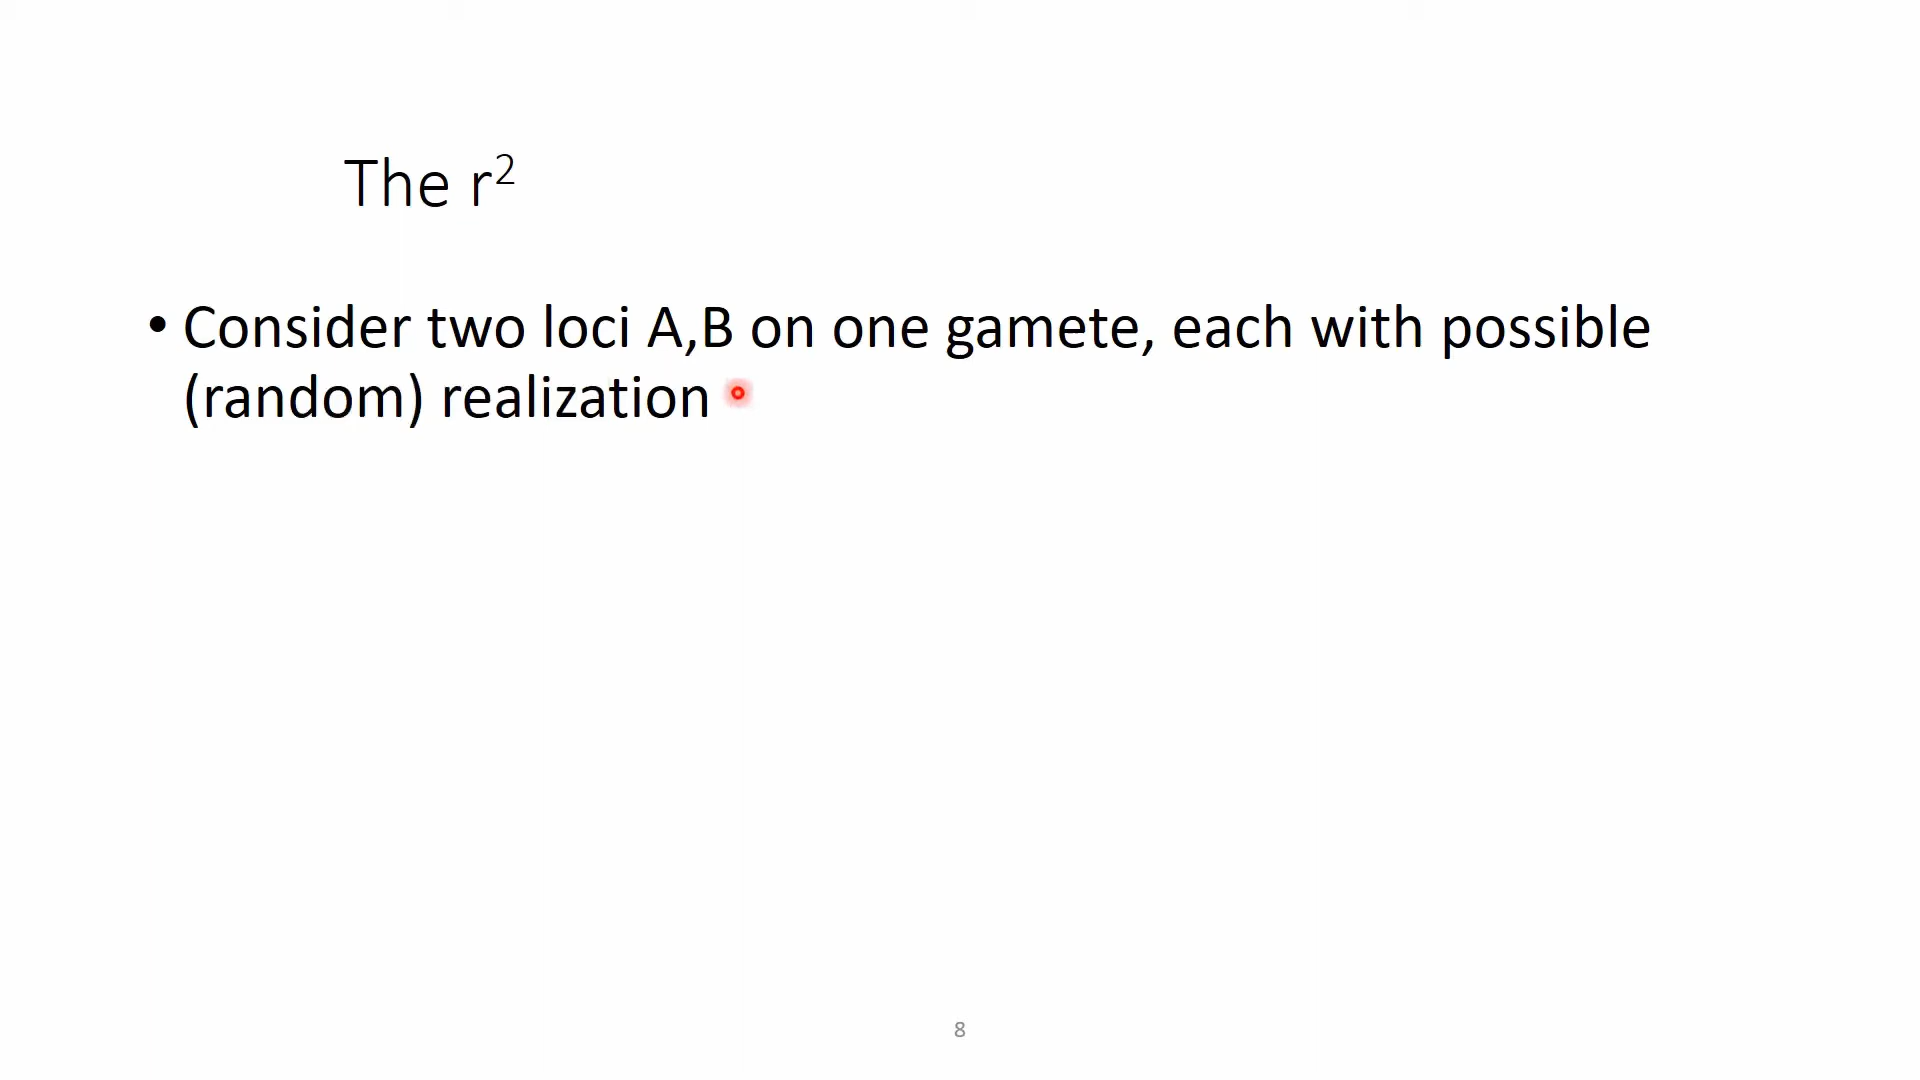 The r²
• Consider two loci A,B on one gamete, each with possible
(random) realization
8